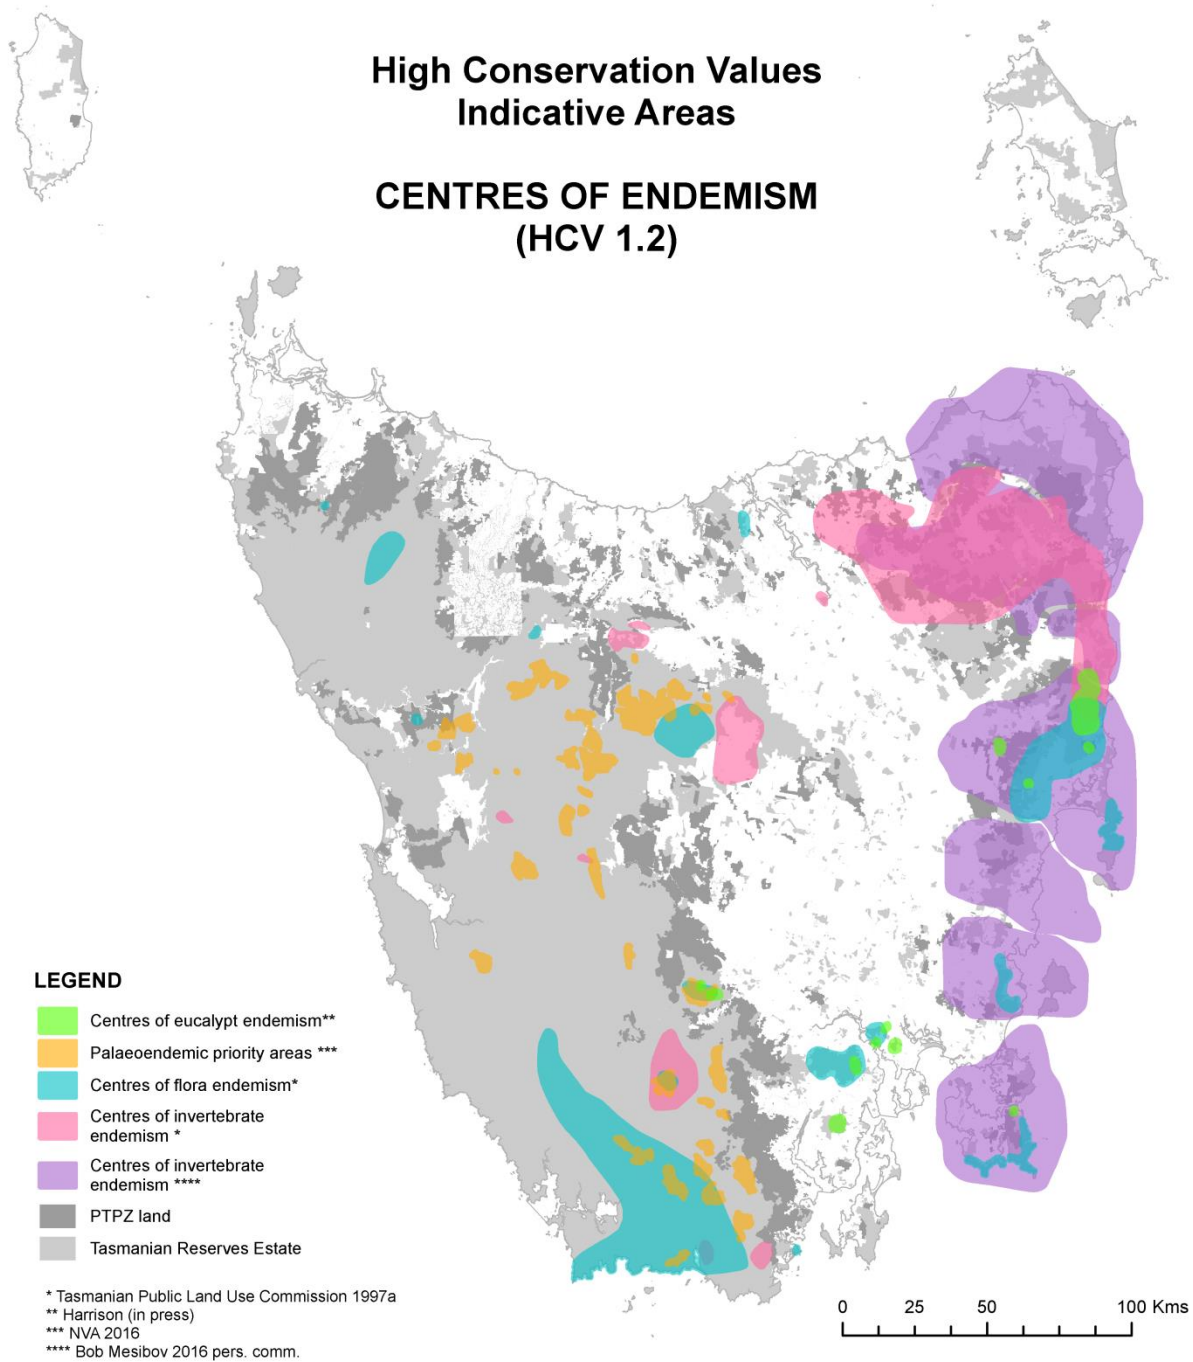 High Conservation Values
Indicative Areas
CENTRES OF ENDEMISM
(HCV 1.2)
LEGEND
Centres of eucalypt endemism**
Palaeoendemic priority areas ***
Centres of flora endemism*
Centres of invertebrate
endemism *
Centres of invertebrate
endemism ****
PTPZ land
Tasmanian Reserves Estate
* Tasmanian Public Land Use Commission 1997a
** Harrison (in press)
*** NVA 2016
**** Bob Mesibov 2016 pers. comm.
0 25 50 100 Kms